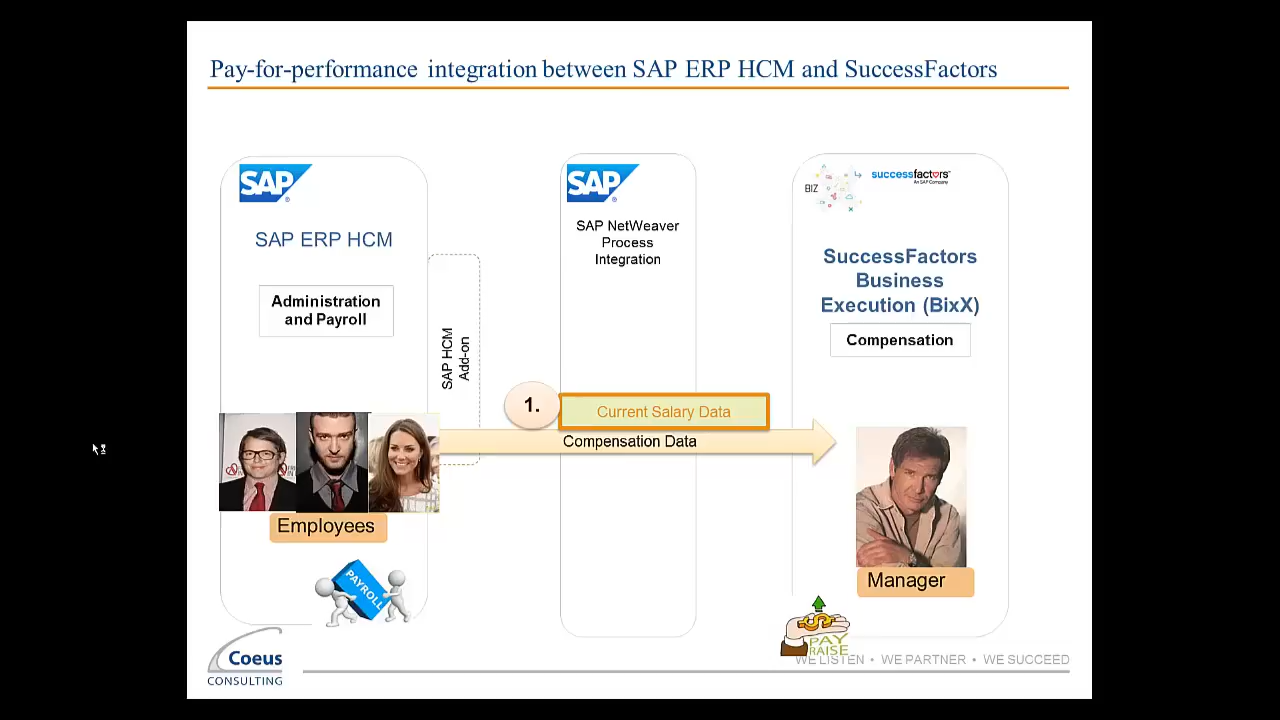 Pay-for-performance integration between SAP ERP HCM and SuccessFactors
SAP
®
SAP ERP HCM
Administration
and Payroll
SAP HCM
Add-on
Employees
PAYROLL
SAP
®
SAP NetWeaver
Process
Integration
1.
Current Salary Data
Compensation Data
BIZ
successfactors
An SAP Company
SuccessFactors
Business
Execution (BixX)
Compensation
Manager
PAY
RAISE
Coeus
CONSULTING
WE LISTEN • WE PARTNER • WE SUCCEED